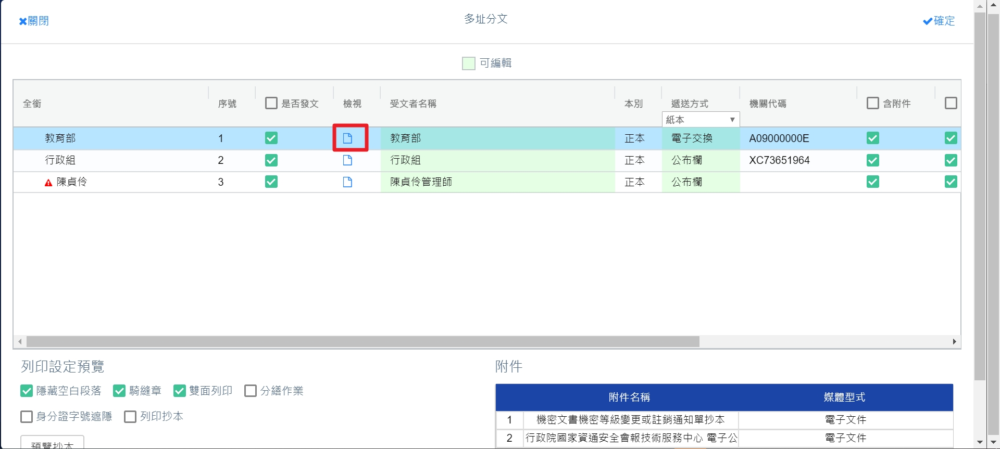 關閉
多址分文
確定
可編輯
全銜 序號 是否發文 檢視 受文者名稱 本別 遞送方式 機關代碼 含附件
紙本
教育部 1 教育部 正本 電子交換 A09000000E
行政組 2 行政組 正本 公布欄 XC73651964
陳貞伶 3 陳貞伶管理師 正本 公布欄
列印設定預覽
隱藏空白段落 騎縫章 雙面列印 分繕作業
身分證字號遮隱 列印抄本
預覽抄本
附件
附件名稱 媒體型式
1 機密文書機密等級變更或註銷通知單抄本 電子文件
2 行政院國家資通安全會報技術服務中心 電子公 電子文件